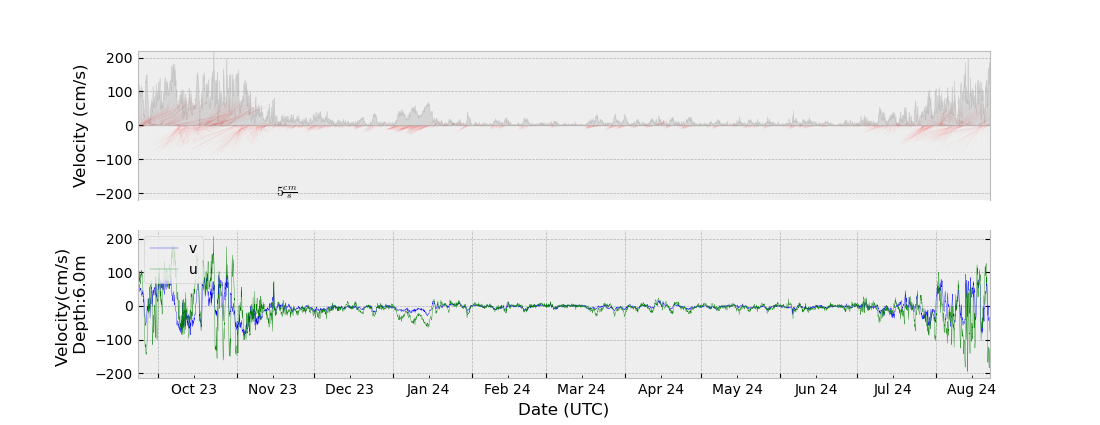 200
100
0
−100
−200
Velocity (cm/s)
5 cm/s
200
100
0
−100
−200
Velocity(cm/s)
Depth:6.0m
v
u
Oct 23 Nov 23 Dec 23 Jan 24 Feb 24 Mar 24 Apr 24 May 24 Jun 24 Jul 24 Aug 24
Date (UTC)